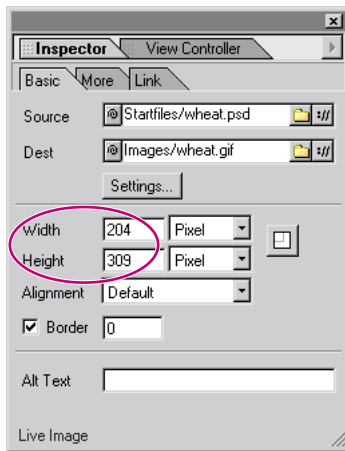 Inspector View Controller
Basic More Link
Source Startfiles/wheat.psd
Dest Images/wheat.gif
Settings...
Width 204 Pixel
Height 309 Pixel
Alignment Default
Border 0
Alt Text
Live Image